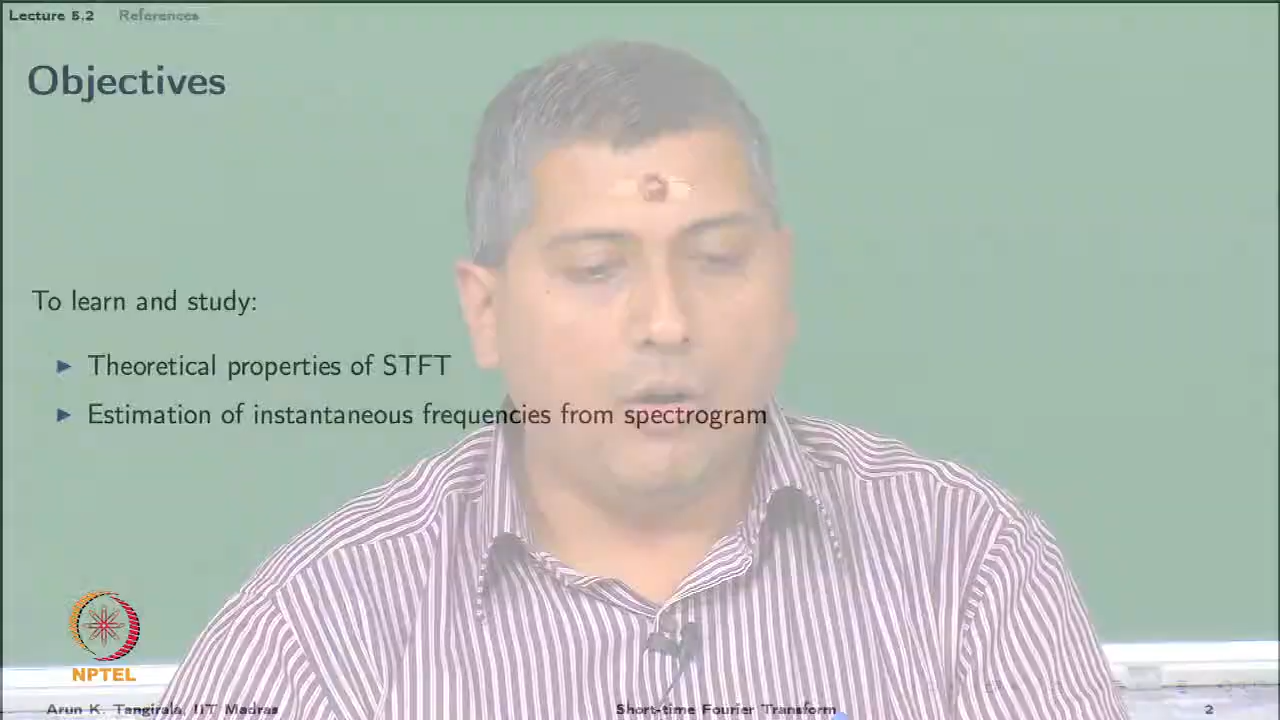 Lecture 5.2 References
Objectives
To learn and study:
Theoretical properties of STFT
Estimation of instantaneous frequencies from spectrogram
NPTEL
Arun K. Tangirala, IIT Madras Short-time Fourier Transform 2